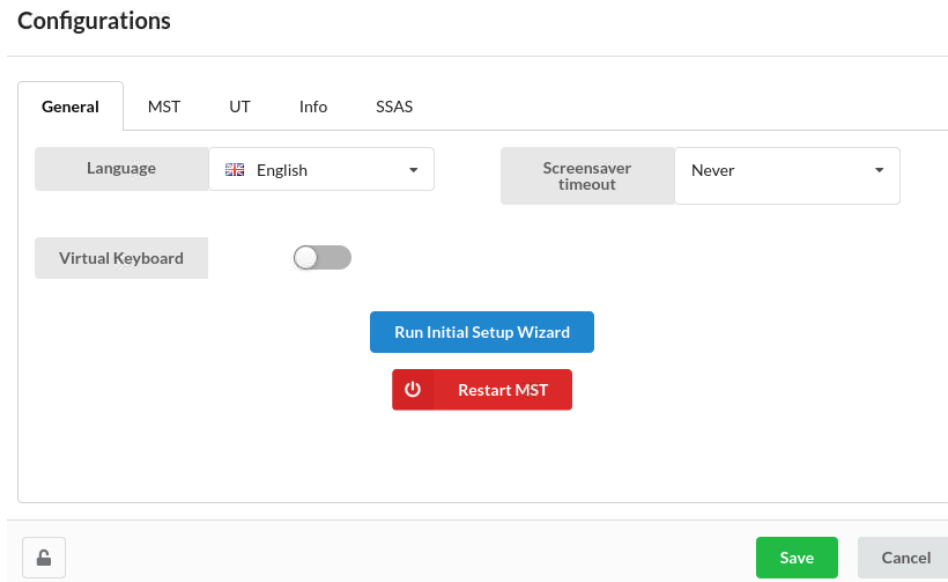 Configurations
General MST UT Info SSAS
Language English Screensaver timeout Never
Virtual Keyboard
Run Initial Setup Wizard
Restart MST
Save Cancel